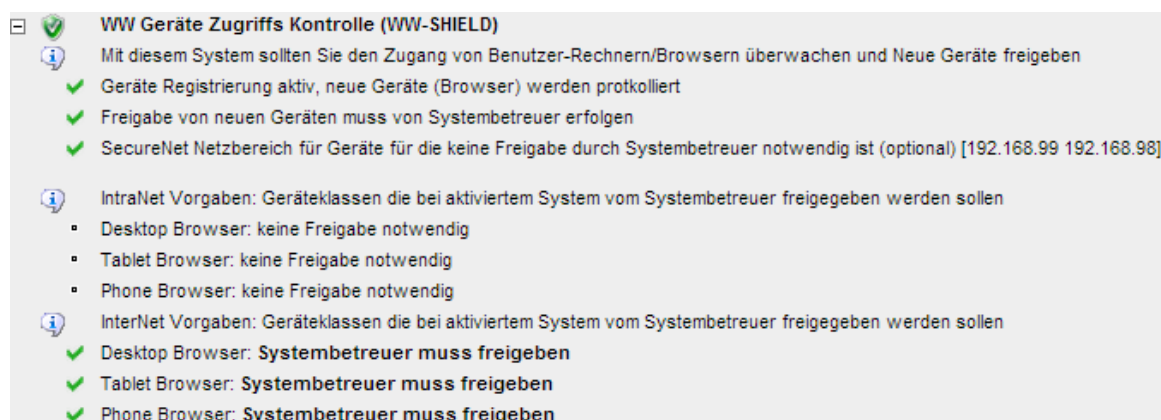 WW Geräte Zugriffs Kontrolle (WW-SHIELD)
Mit diesem System sollten Sie den Zugang von Benutzer-Rechnern/Browsern überwachen und Neue Geräte freigeben
Geräte Registrierung aktiv, neue Geräte (Browser) werden protkolliert
Freigabe von neuen Geräten muss von Systembetreuer erfolgen
SecureNet Netzbereich für Geräte für die keine Freigabe durch Systembetreuer notwendig ist (optional) [192.168.99 192.168.98]
IntraNet Vorgaben: Geräteklassen die bei aktiviertem System vom Systembetreuer freigegeben werden sollen
Desktop Browser: keine Freigabe notwendig
Tablet Browser: keine Freigabe notwendig
Phone Browser: keine Freigabe notwendig
InterNet Vorgaben: Geräteklassen die bei aktiviertem System vom Systembetreuer freigegeben werden sollen
Desktop Browser: Systembetreuer muss freigeben
Tablet Browser: Systembetreuer muss freigeben
Phone Browser: Systembetreuer muss freigeben